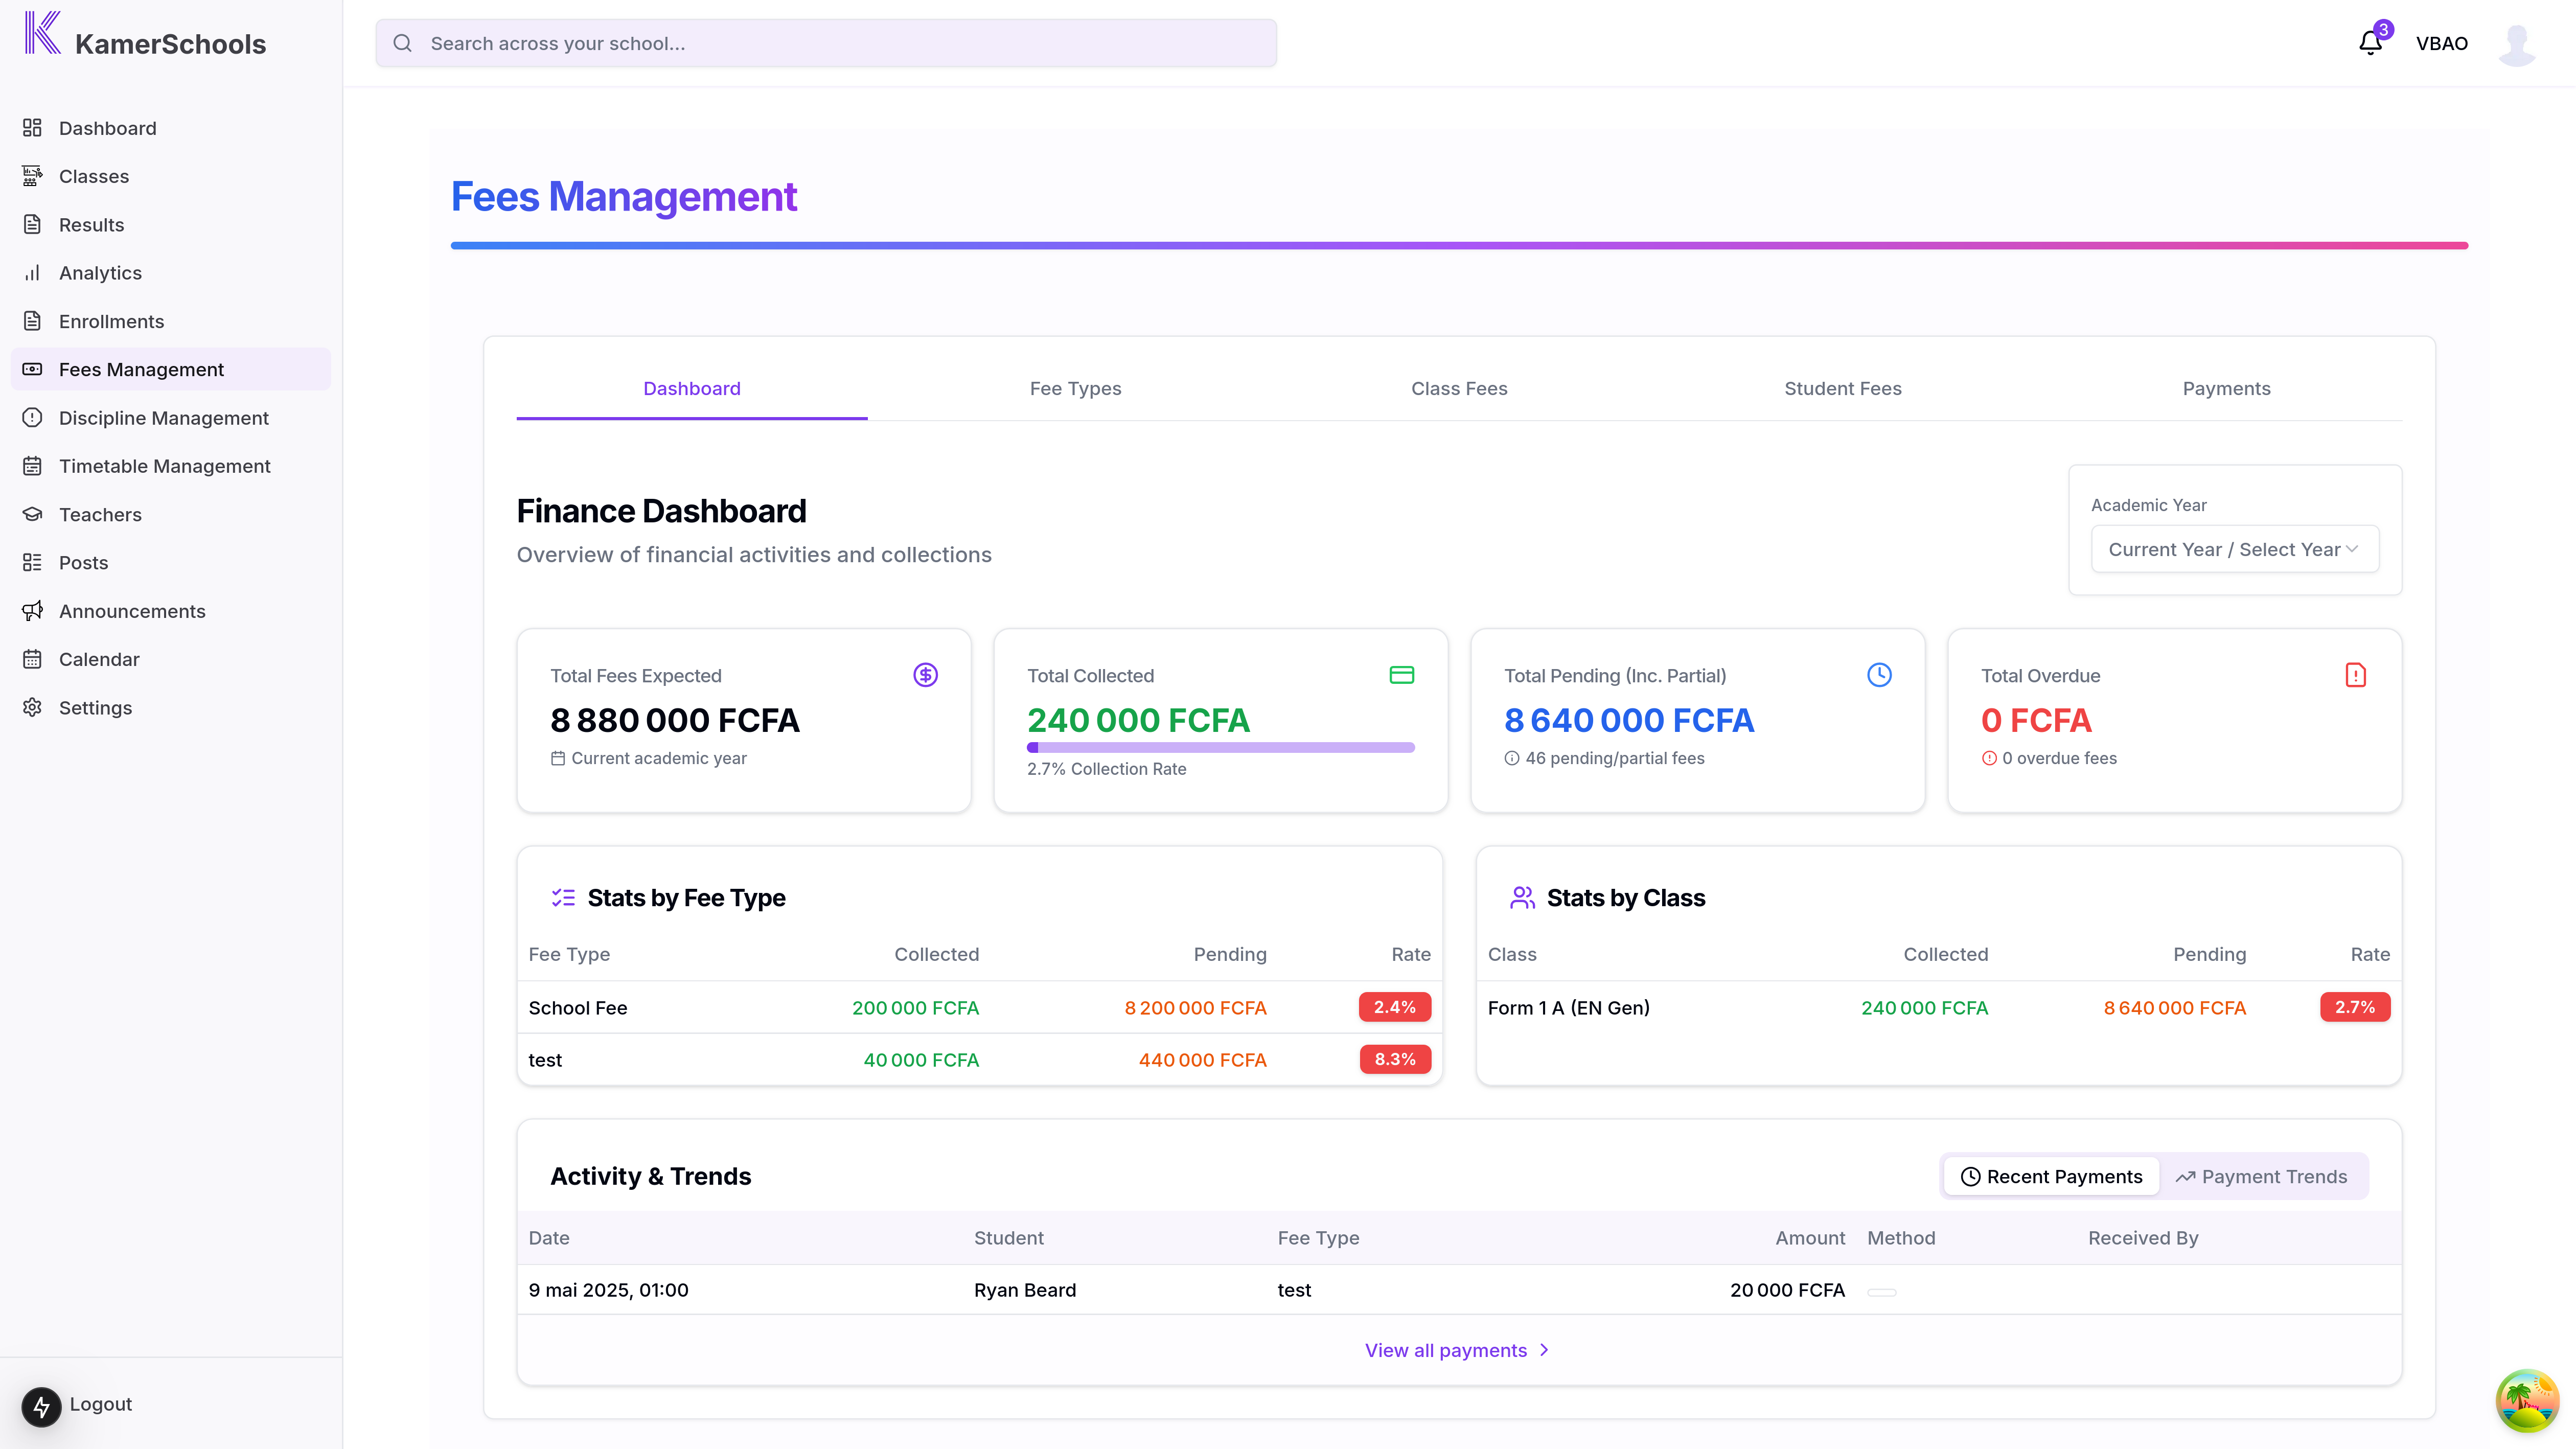 KamerSchools
Search across your school...
3
VBAO
Dashboard
Classes
Results
Analytics
Enrollments
Fees Management
Discipline Management
Timetable Management
Teachers
Posts
Announcements
Calendar
Settings
Logout
Fees Management
Dashboard Fee Types Class Fees Student Fees Payments
Finance Dashboard
Overview of financial activities and collections
Academic Year
Current Year / Select Year
Total Fees Expected
8 880 000 FCFA
Current academic year
Total Collected
240 000 FCFA
2.7% Collection Rate
Total Pending (Inc. Partial)
8 640 000 FCFA
46 pending/partial fees
Total Overdue
0 FCFA
0 overdue fees
Stats by Fee Type
Fee Type Collected Pending Rate
School Fee 200 000 FCFA 8 200 000 FCFA 2.4%
test 40 000 FCFA 440 000 FCFA 8.3%
Stats by Class
Class Collected Pending Rate
Form 1 A (EN Gen) 240 000 FCFA 8 640 000 FCFA 2.7%
Activity & Trends
Recent Payments Payment Trends
Date Student Fee Type Amount Method Received By
9 mai 2025, 01:00 Ryan Beard test 20 000 FCFA
View all payments